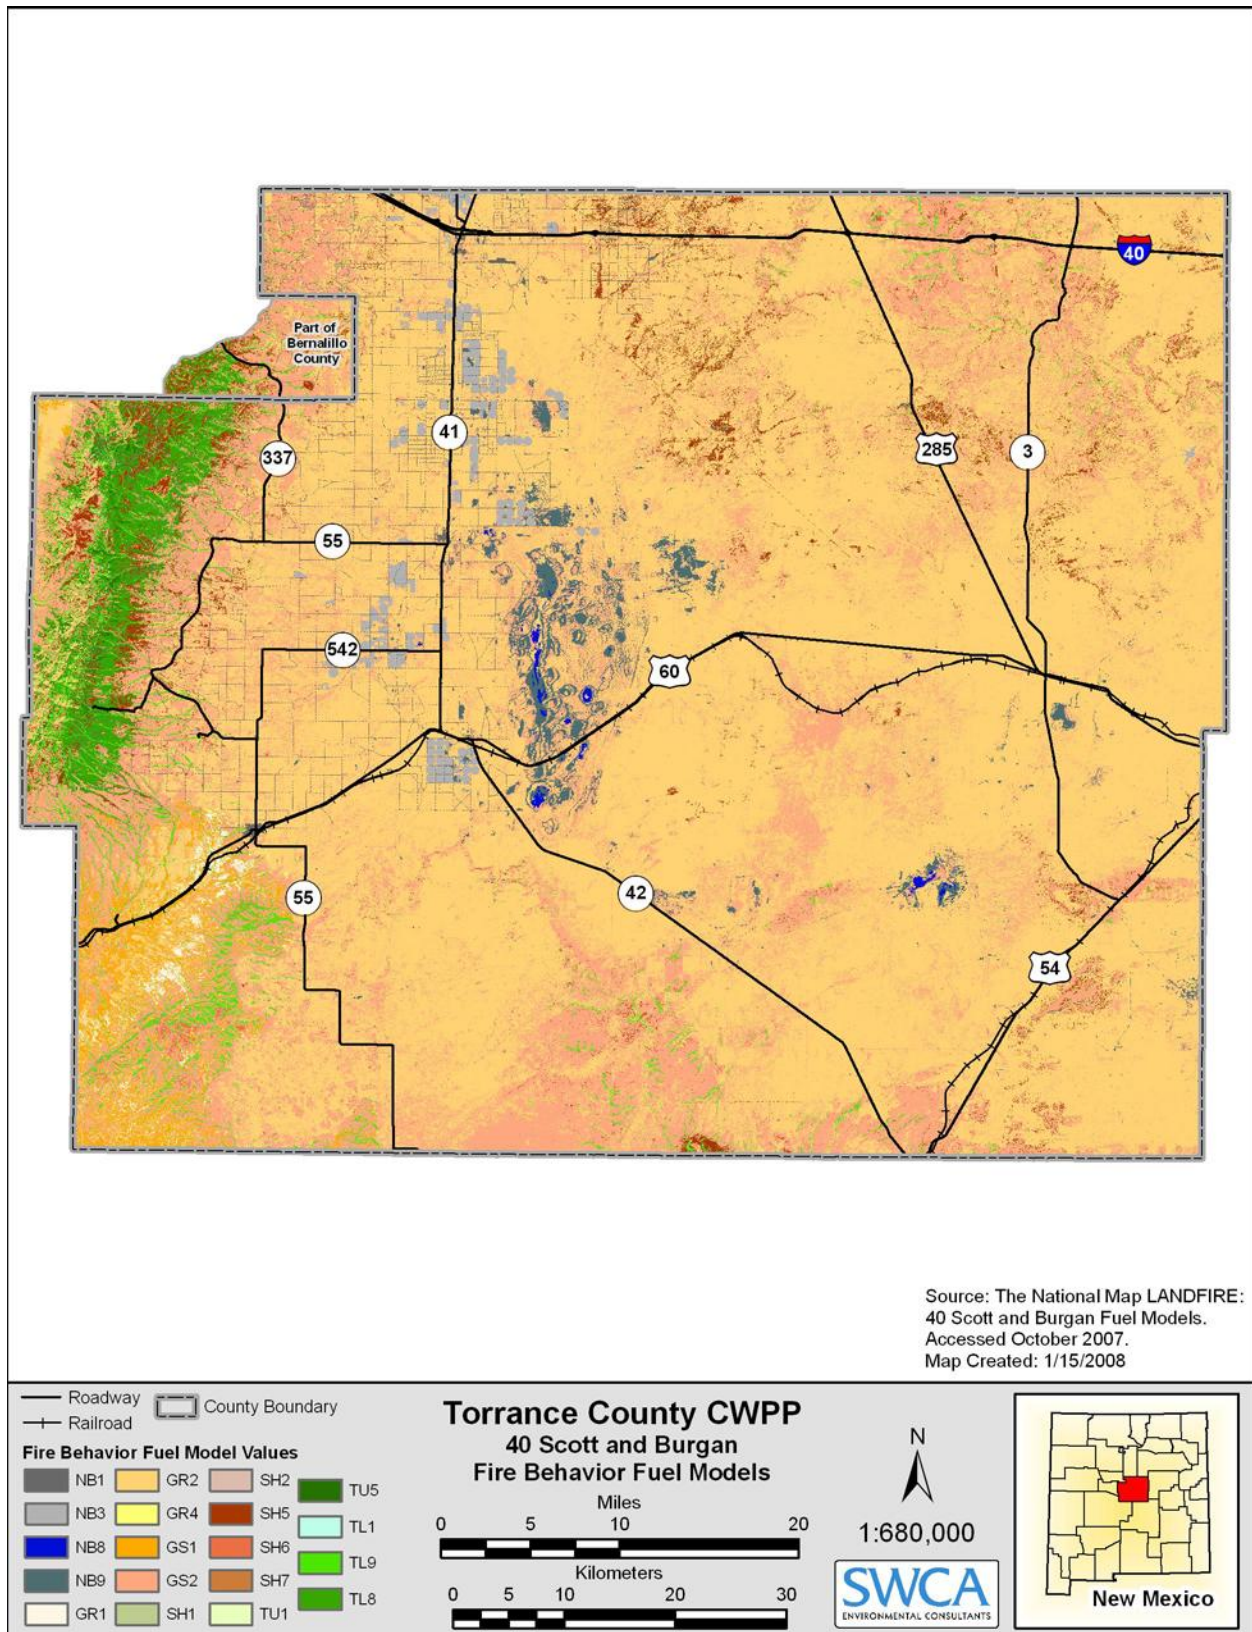 40
Part of
Bernalillo
County
41
337
285
3
55
542
60
55
42
54
Source: The National Map LANDFIRE:
40 Scott and Burgan Fuel Models.
Accessed October 2007.
Map Created: 1/15/2008
Roadway
Railroad
County Boundary
Fire Behavior Fuel Model Values
NB1
NB3
NB8
NB9
GR1
GR2
GR4
GS1
GS2
SH1
SH2
SH5
SH6
SH7
TU1
TU5
TL1
TL9
TL8
Torrance County CWPP
40 Scott and Burgan
Fire Behavior Fuel Models
Miles
0 5 10 20
Kilometers
0 5 10 20 30
N
1:680,000
SWCA
ENVIRONMENTAL CONSULTANTS
New Mexico